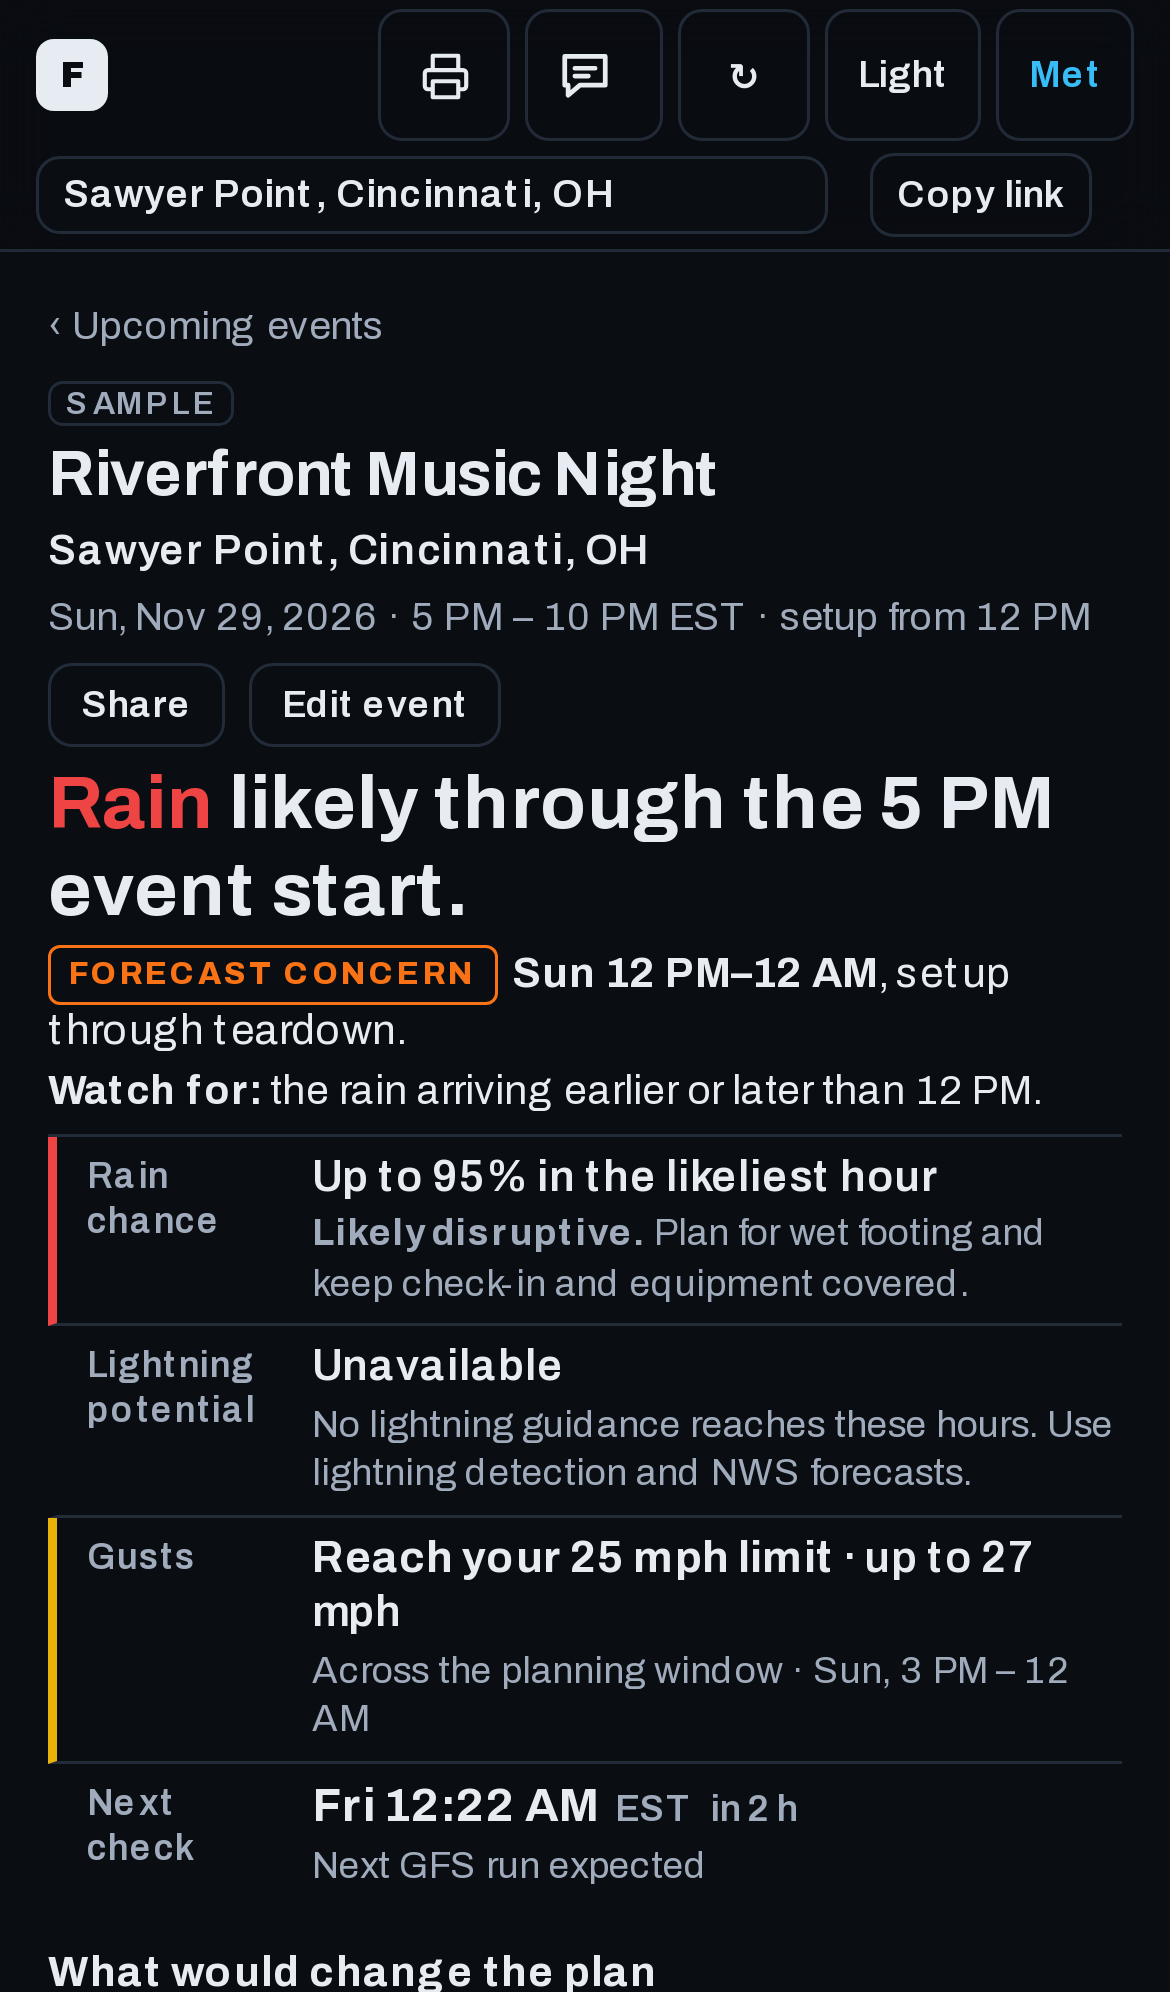 F
Light
Met
Sawyer Point, Cincinnati, OH
Copy link
‹ Upcoming events
SAMPLE
Riverfront Music Night
Sawyer Point, Cincinnati, OH
Sun, Nov 29, 2026 · 5 PM – 10 PM EST · setup from 12 PM
Share
Edit event
Rain likely through the 5 PM
event start.
FORECAST CONCERN Sun 12 PM–12 AM, setup
through teardown.
Watch for: the rain arriving earlier or later than 12 PM.
Rain
chance
Up to 95% in the likeliest hour
Likely disruptive. Plan for wet footing and
keep check-in and equipment covered.
Lightning
potential
Unavailable
No lightning guidance reaches these hours. Use
lightning detection and NWS forecasts.
Gusts
Reach your 25 mph limit · up to 27
mph
Across the planning window · Sun, 3 PM – 12
AM
Next
check
Fri 12:22 AM EST in 2 h
Next GFS run expected
What would change the plan